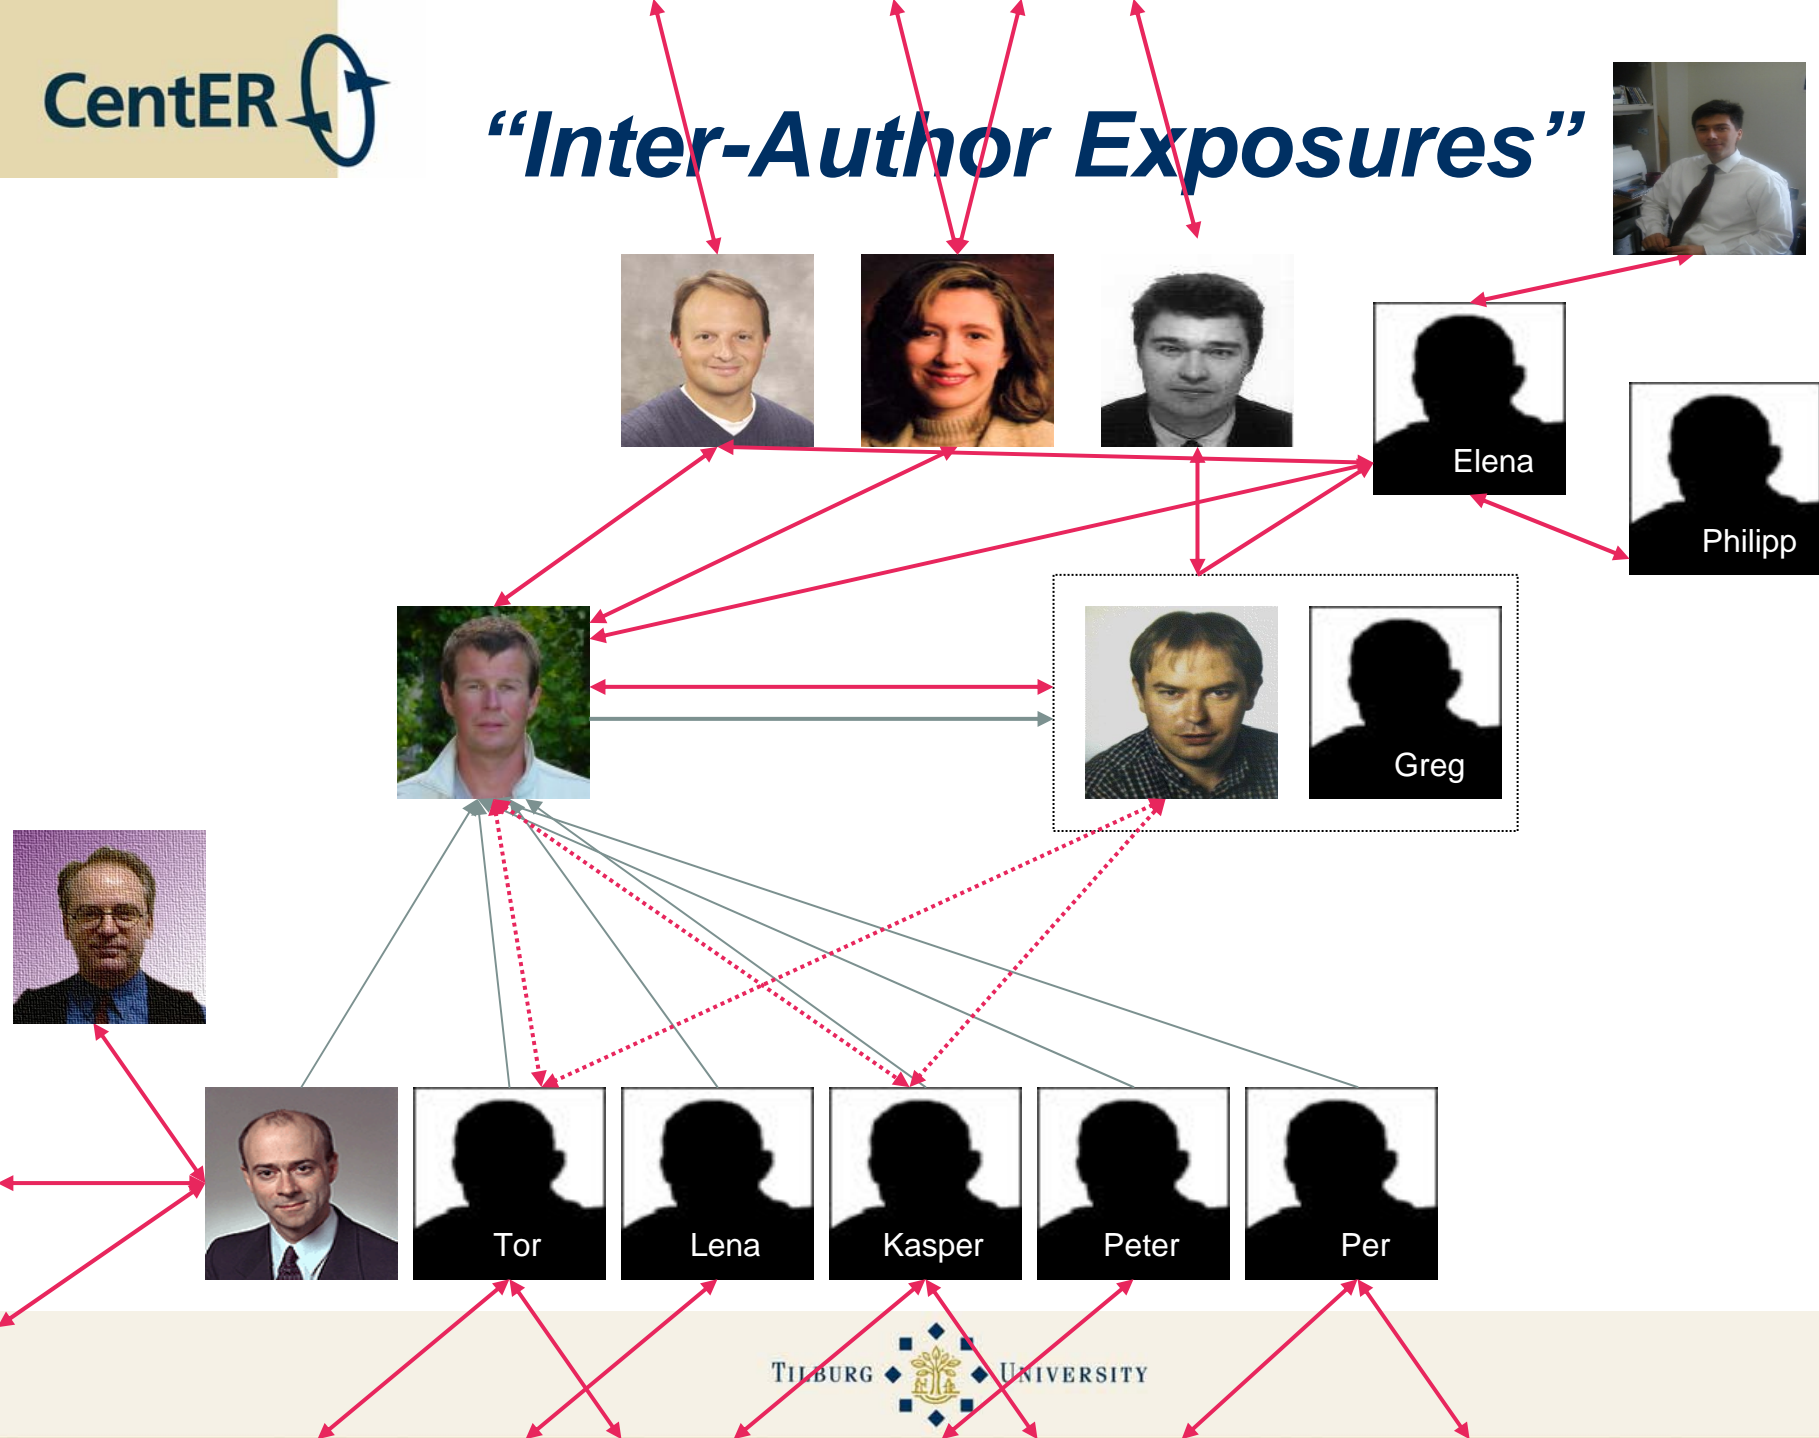 CentER
“Inter-Author Exposures”
Elena
Philipp
Greg
Tor
Lena
Kasper
Peter
Per
TILBURG UNIVERSITY